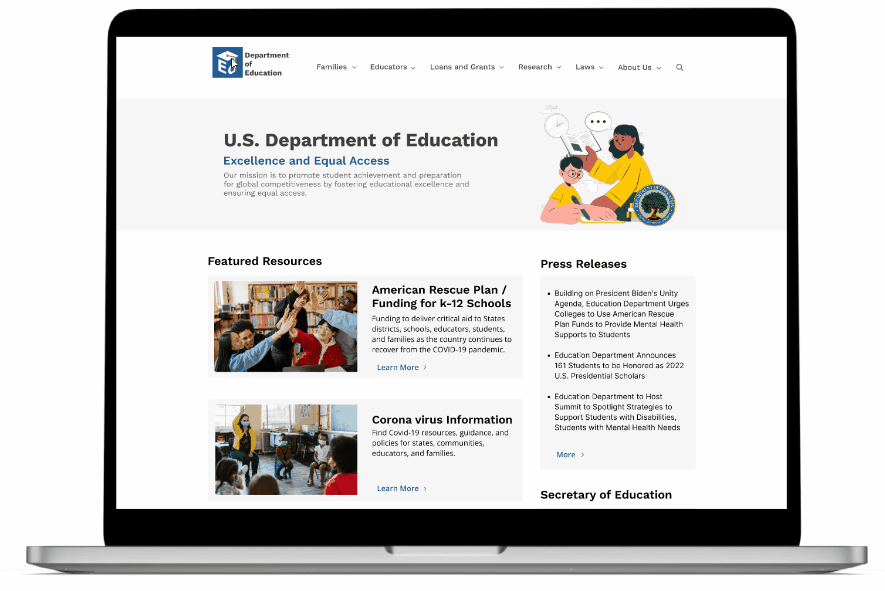 Department
of
Education
Families
Educators
Loans and Grants
Research
Laws
About Us
U.S. Department of Education
Excellence and Equal Access
Our mission is to promote student achievement and preparation
for global competitiveness by fostering educational excellence and
ensuring equal access.
Featured Resources
American Rescue Plan /
Funding for k-12 Schools
Funding to deliver critical aid to States
districts, schools, educators, students,
and families as the country continues to
recover from the COVID-19 pandemic.
Learn More
Corona virus Information
Find Covid-19 resources, guidance, and
policies for states, communities,
educators, and families.
Learn More
Press Releases
• Building on President Biden's Unity
Agenda, Education Department Urges
Colleges to Use American Rescue
Plan Funds to Provide Mental Health
Supports to Students
• Education Department Announces
161 Students to be Honored as 2022
U.S. Presidential Scholars
• Education Department to Host
Summit to Spotlight Strategies to
Support Students with Disabilities,
Students with Mental Health Needs
More
Secretary of Education